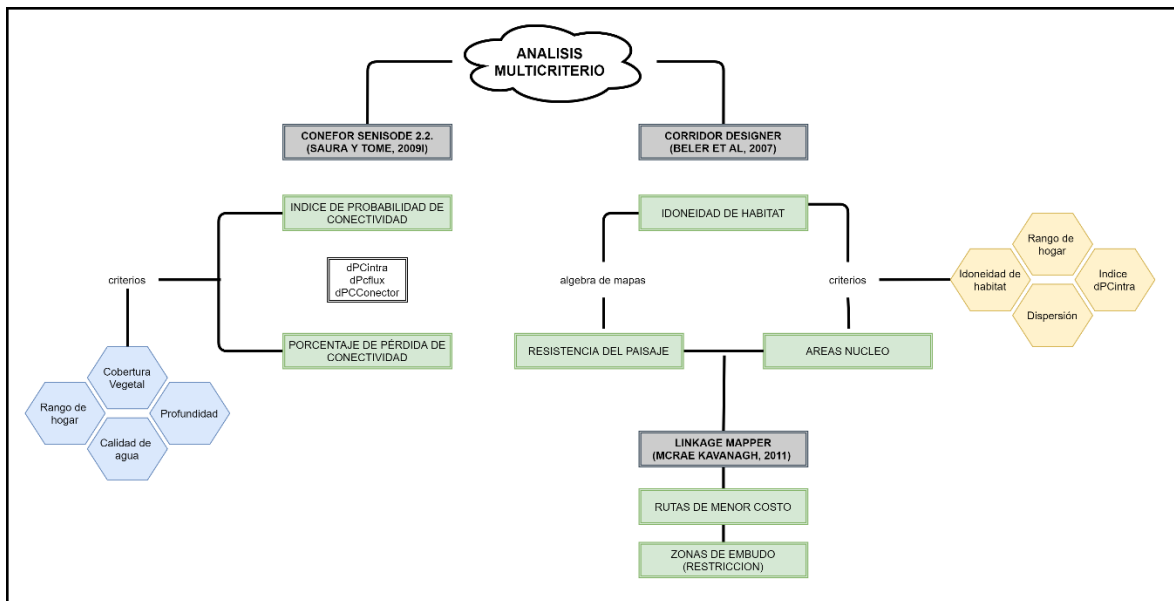 ANALISIS
MULTICRITERIO
CONEFOR SENISODE 2.2.
(SAURA Y TOME, 2009I)
CORRIDOR DESIGNER
(BELER ET AL, 2007)
INDICE DE PROBABILIDAD DE
CONECTIVIDAD
IDONEIDAD DE HABITAT
criterios
dPCintra
dPcflux
dPCConector
algebra de mapas
criterios
Rango de
hogar
Idoneidad de
habitat
Indice
dPCintra
Dispersión
PORCENTAJE DE PÉRDIDA DE
CONECTIVIDAD
RESISTENCIA DEL PAISAJE
AREAS NUCLEO
Cobertura
Vegetal
Rango de
hogar
Profundidad
Calidad de
agua
LINKAGE MAPPER
(MCRAE KAVANAGH, 2011)
RUTAS DE MENOR COSTO
ZONAS DE EMBUDO
(RESTRICCION)